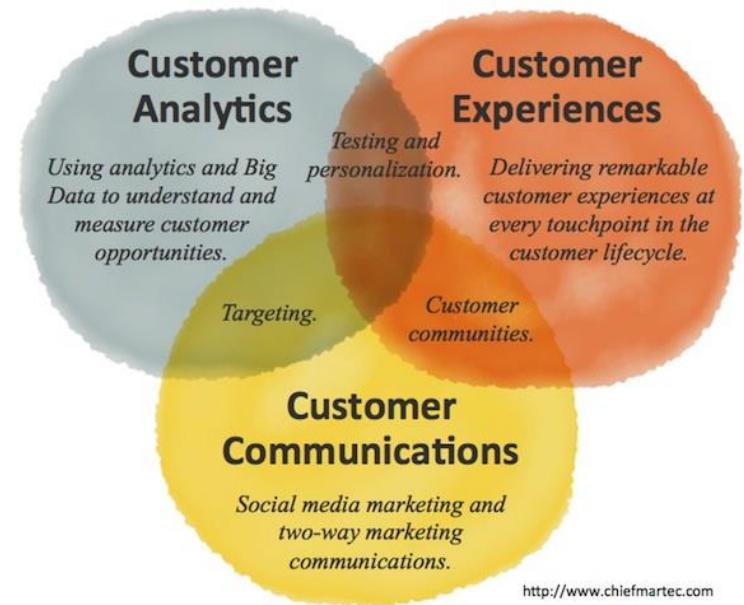 Customer
Analytics
Using analytics and Big
Data to understand and
measure customer
opportunities.
Testing and
personalization.
Customer
Experiences
Delivering remarkable
customer experiences at
every touchpoint in the
customer lifecycle.
Targeting.
Customer
communities.
Customer
Communications
Social media marketing and
two-way marketing
communications.
http://www.chiefmartec.com